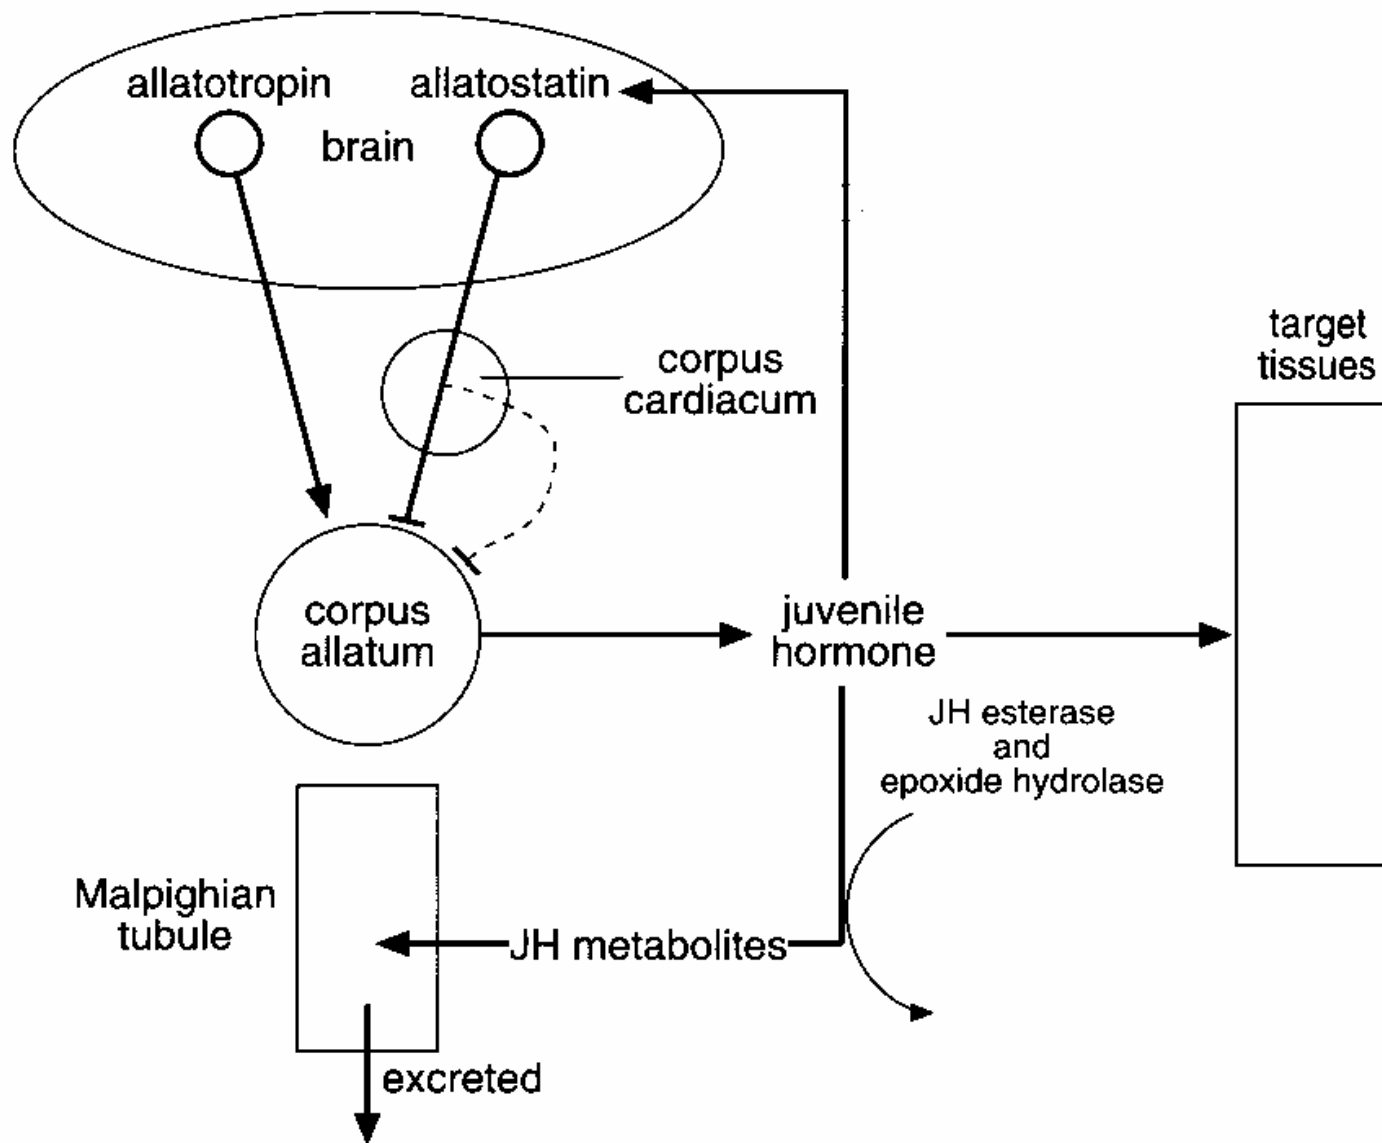 allatotropin
allatostatin
brain
corpus
cardiacum
target
tissues
corpus
allatum
juvenile
hormone
JH esterase
and
epoxide hydrolase
Malpighian
tubule
JH metabolites
excreted